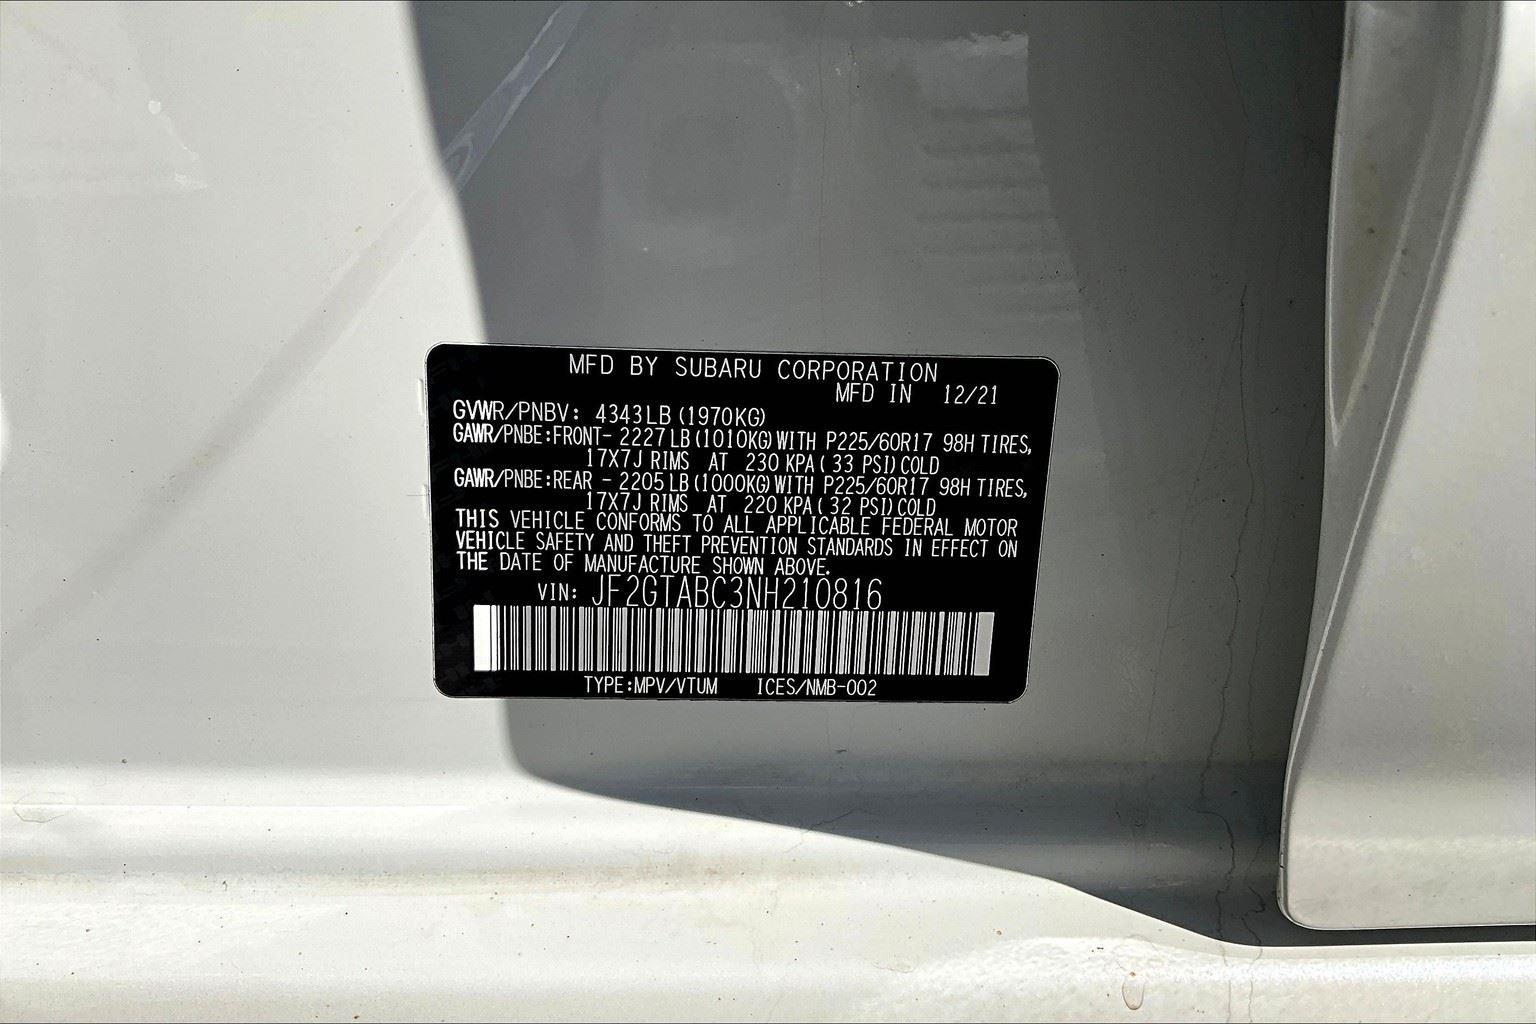 MFD BY SUBARU CORPORATION
MFD IN 12/21
GVWR/PNBV: 4343LB(1970KG)
GAWR/PNBE:FRONT- 2227LB(1010KG)WITH P225/60R17 98H TIRES,
17X7J RIMS AT 230 KPA( 33 PSI)COLD
GAWR/PNBE:REAR - 2205LB(1000KG)WITH P225/60R17 98H TIRES,
17X7J RIMS AT 220 KPA( 32 PSI)COLD
THIS VEHICLE CONFORMS TO ALL APPLICABLE FEDERAL MOTOR
VEHICLE SAFETY AND THEFT PREVENTION STANDARDS IN EFFECT ON
THE DATE OF MANUFACTURE SHOWN ABOVE.
VIN: JF2GTABC3NH210816
TYPE:MPV/VTUM ICES/NMB-002